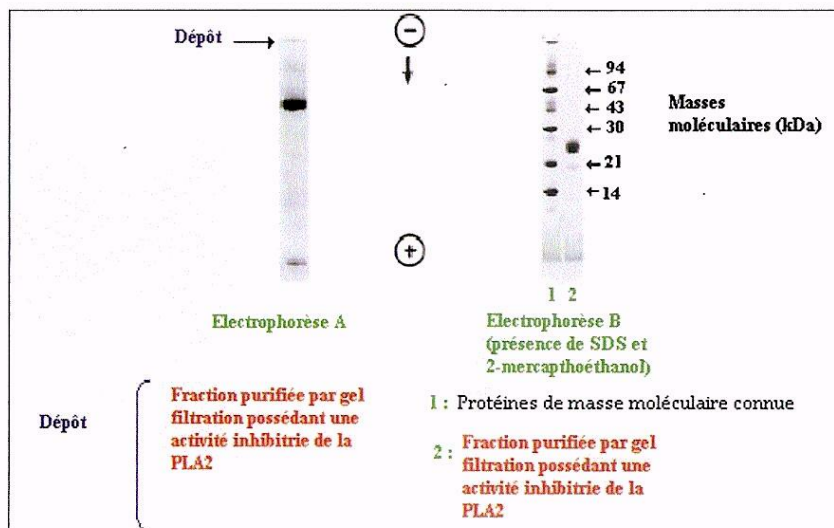 Dépôt
−
94
67
43
30
21
14
Masses
moléculaires (kDa)
+
1 2
Electrophorèse A
Electrophorèse B
(présence de SDS et
2-mercapthoéthanol)
Dépôt
Fraction purifiée par gel
filtration possédant une
activité inhibitrie de la
PLA2
1 : Protéines de masse moléculaire connue
2 : Fraction purifiée par gel
filtration possédant une
activité inhibitrie de la
PLA2